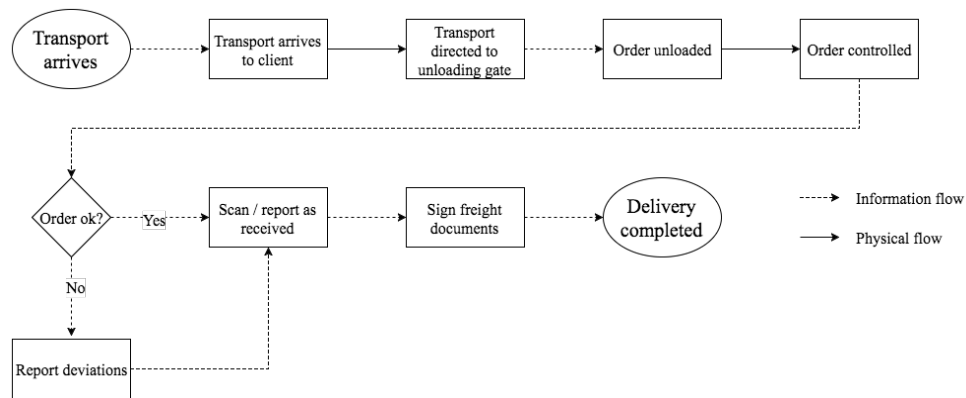 Transport
arrives
Transport arrives
to client
Transport
directed to
unloading gate
Order unloaded
Order controlled
Order ok?
Yes
Scan / report as
received
Sign freight
documents
Delivery
completed
Information flow
Physical flow
No
Report deviations